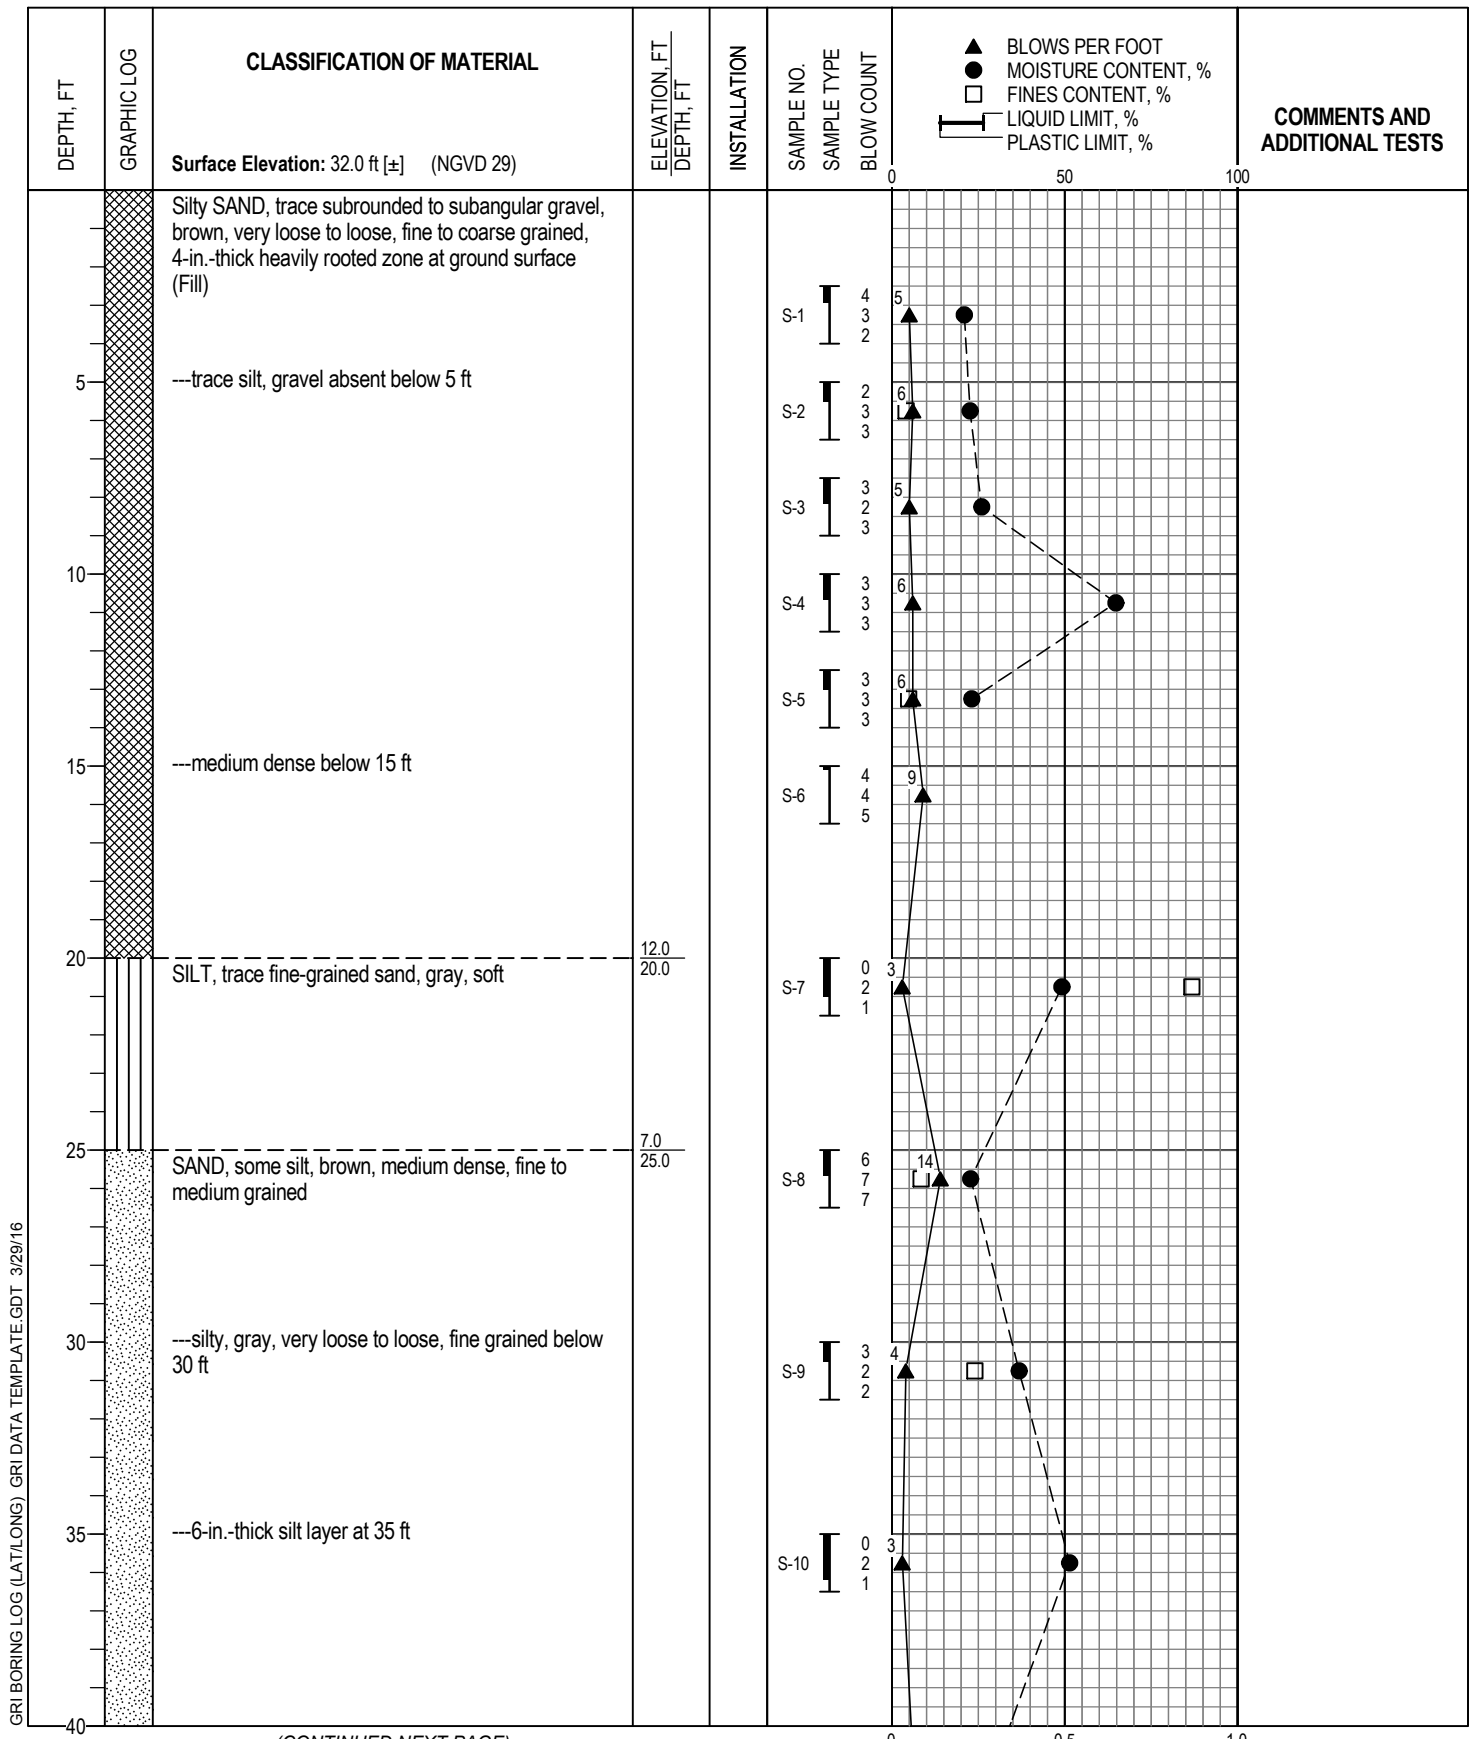 DEPTH, FT
GRAPHIC LOG
CLASSIFICATION OF MATERIAL
Surface Elevation: 32.0 ft [±] (NGVD 29)
ELEVATION, FT
DEPTH, FT
INSTALLATION
SAMPLE NO.
SAMPLE TYPE
BLOW COUNT
BLOWS PER FOOT
MOISTURE CONTENT, %
FINES CONTENT, %
LIQUID LIMIT, %
PLASTIC LIMIT, %
0 50 100
COMMENTS AND
ADDITIONAL TESTS
Silty SAND, trace subrounded to subangular gravel,
brown, very loose to loose, fine to coarse grained,
4-in.-thick heavily rooted zone at ground surface
(Fill)
S-1
4
3
2
5
5
---trace silt, gravel absent below 5 ft
S-2
2
3
3
6
S-3
3
2
3
5
10
S-4
3
3
3
6
S-5
3
3
3
6
15
---medium dense below 15 ft
S-6
4
4
5
9
20
12.0
20.0
SILT, trace fine-grained sand, gray, soft
S-7
0
2
1
3
25
7.0
25.0
SAND, some silt, brown, medium dense, fine to
medium grained
S-8
6
7
7
14
30
---silty, gray, very loose to loose, fine grained below
30 ft
S-9
3
2
2
4
35
---6-in.-thick silt layer at 35 ft
S-10
0
2
1
3
40
(CONTINUED NEXT PAGE)
0 0.5 1.0
GRI BORING LOG (LAT/LONG) GRI DATA TEMPLATE.GDT 3/29/16